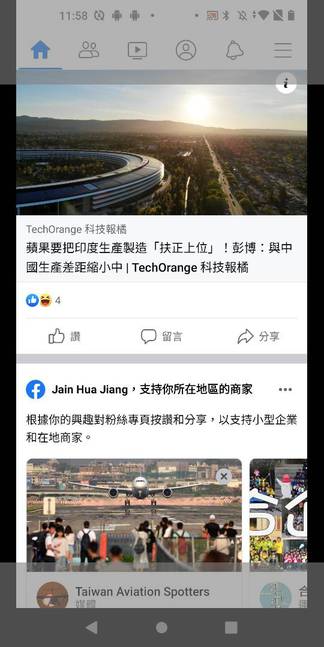 11:58
TechOrange 科技報橘
蘋果要把印度生產製造「扶正上位」！彭博：與中
國生產差距縮小中 | TechOrange 科技報橘
4
讚 留言 分享
Jain Hua Jiang，支持你所在地區的商家
根據你的興趣對粉絲專頁按讚和分享，以支持小型企業
和在地商家。
Taiwan Aviation Spotters
媒體